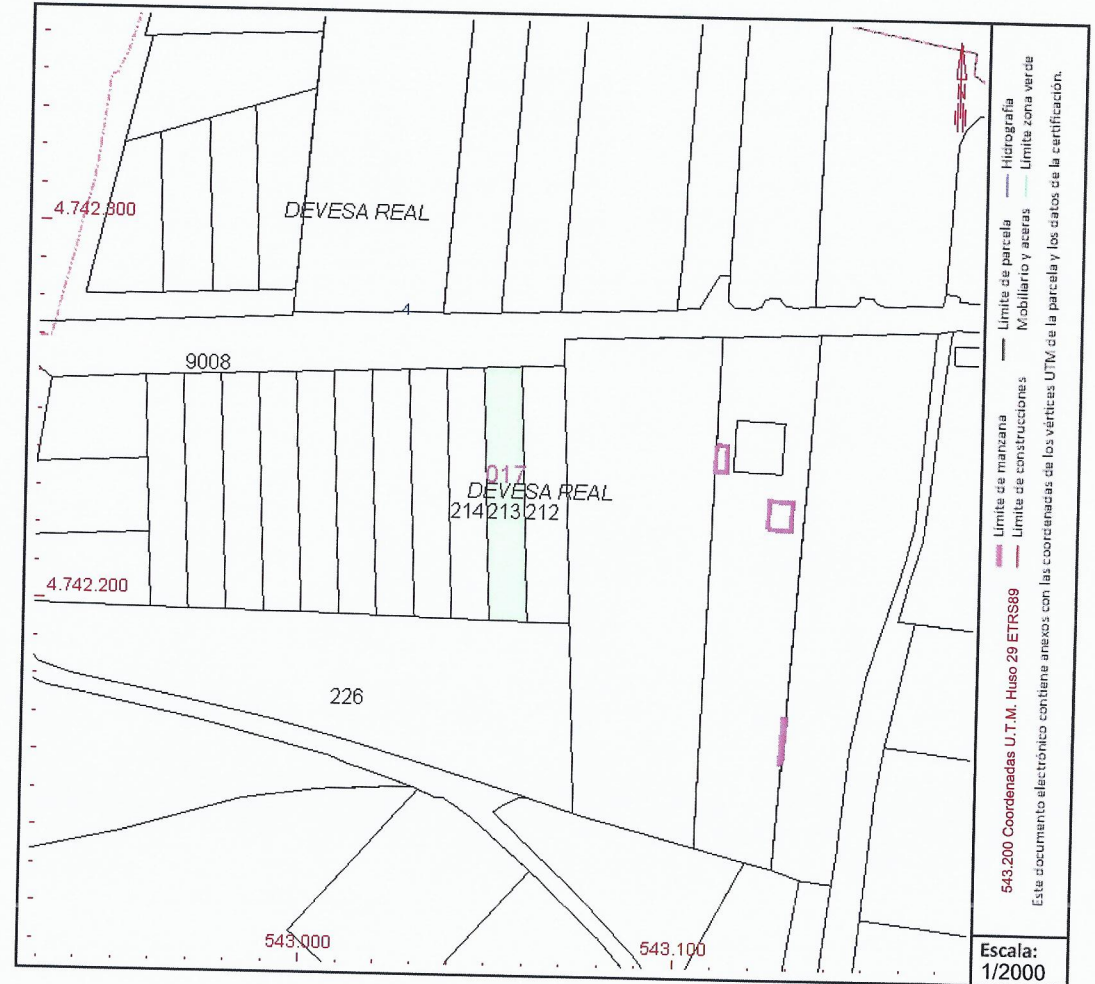 4.742.300
DEVESA REAL
4
9008
017
DEVESA REAL
214 213 212
4.742.200
226
543.000
543.100
N
Límite de manzana
Límite de parcela
Hidrografía
Límite de construcciones
Mobiliario y aceras
Límite zona verde
543.200 Coordenadas U.T.M. Huso 29 ETRS89
Este documento electrónico contiene anexos con las coordenadas de los vértices UTM de la parcela y los datos de la certificación.
Escala:
1/2000